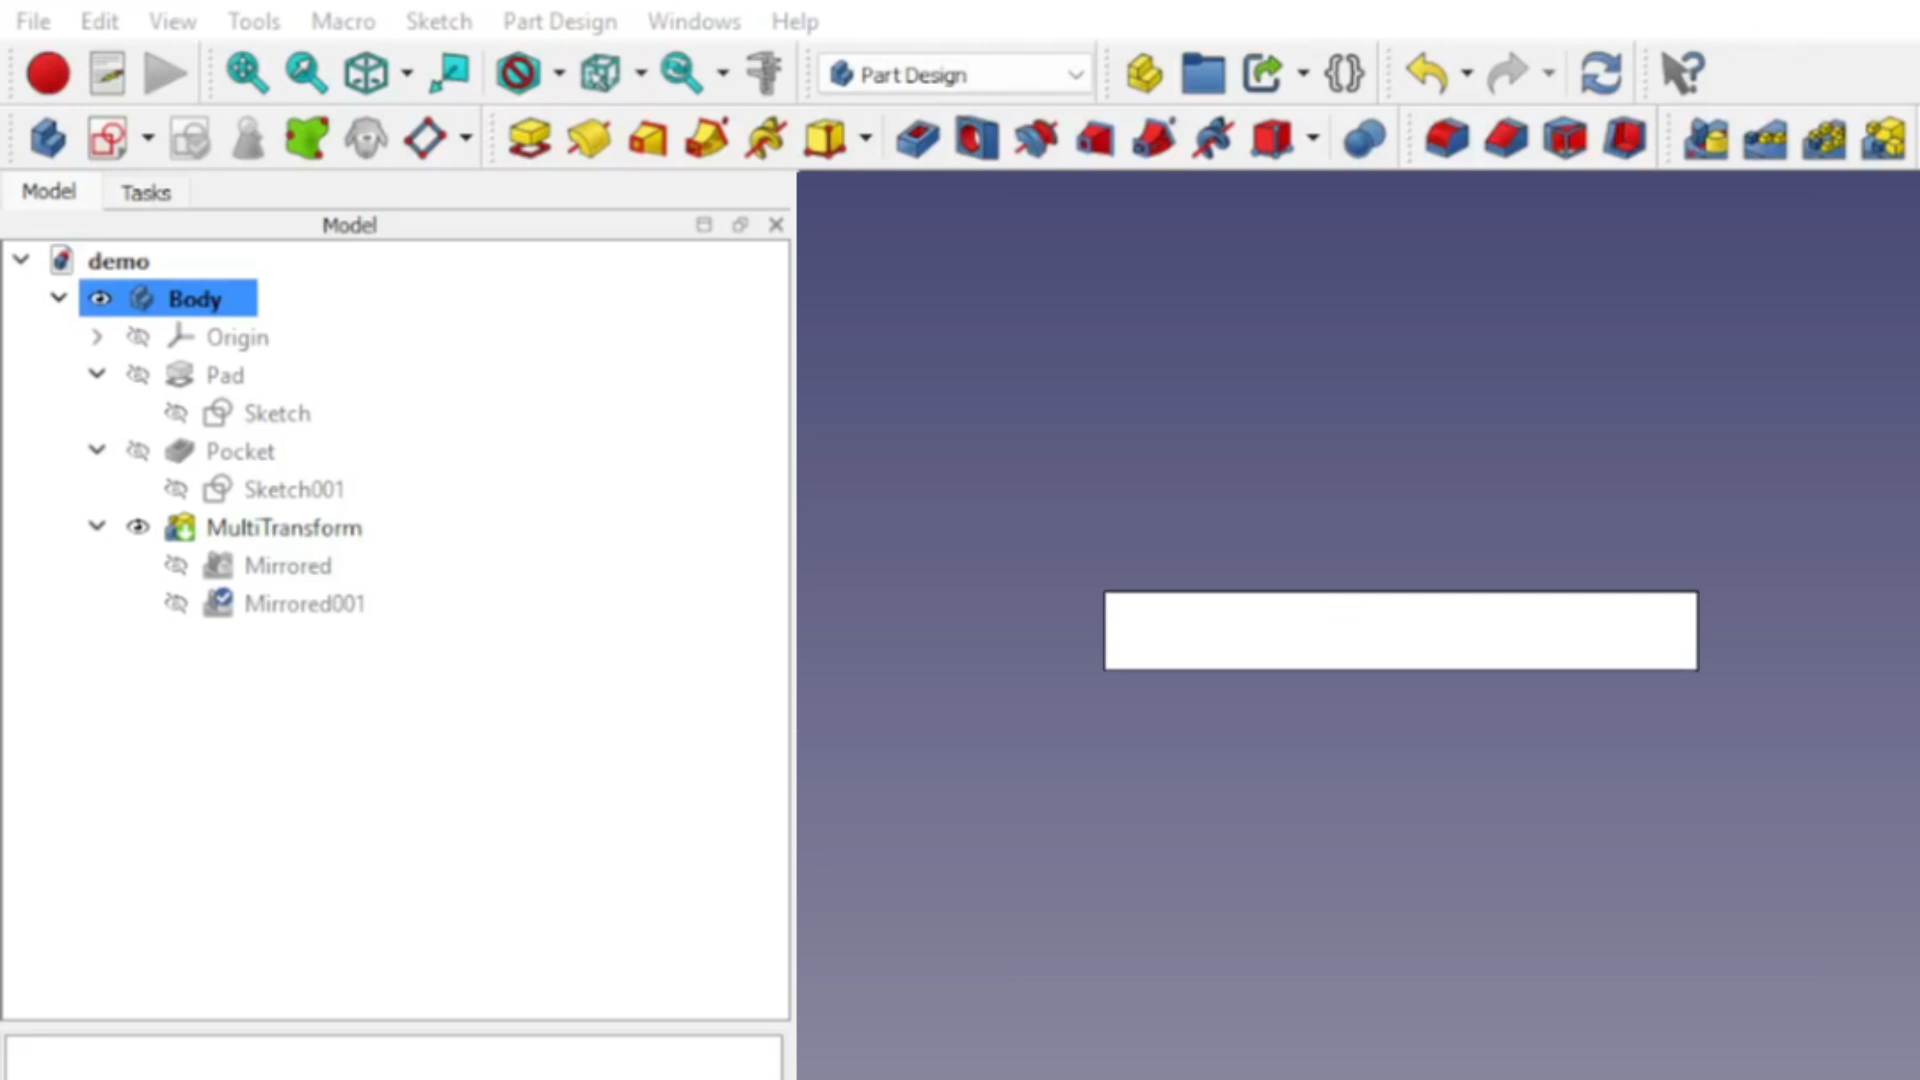 File Edit View Tools Macro Sketch Part Design Windows Help
Part Design
Model Tasks
Model
demo
Body
Origin
Pad
Sketch
Pocket
Sketch001
MultiTransform
Mirrored
Mirrored001